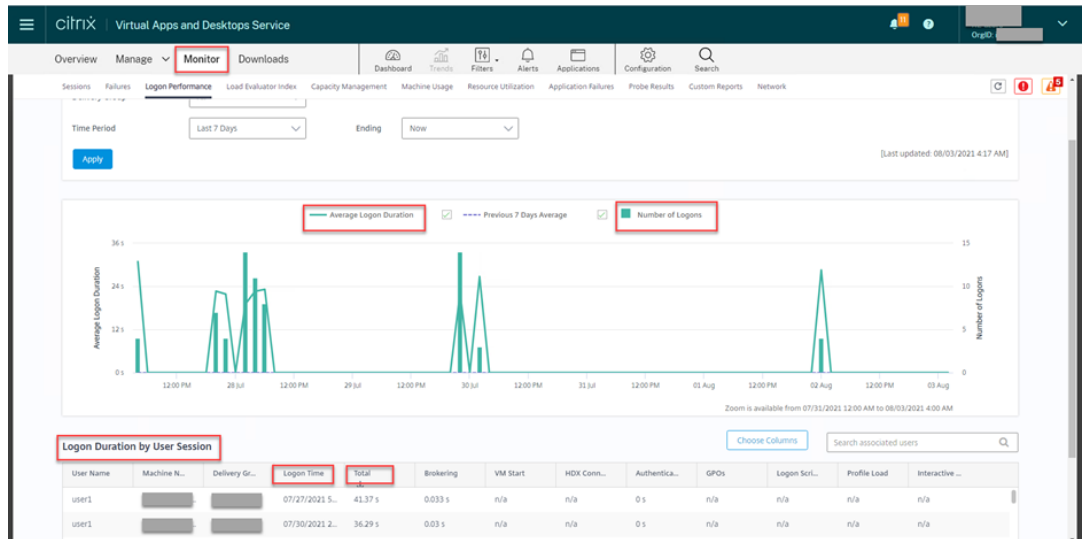 citrix | Virtual Apps and Desktops Service 11 ?
OrgID:
Overview Manage Monitor Downloads Dashboard Trends Filters Alerts Applications Configuration Search
Sessions Failures Logon Performance Load Evaluator Index Capacity Management Machine Usage Resource Utilization Application Failures Probe Results Custom Reports Network 5
Time Period Last 7 Days Ending Now
Apply [Last updated: 08/03/2021 4:17 AM]
Average Logon Duration Previous 7 Days Average Number of Logons
36 s 15
24 s 10
12 s 5
0 s 0
Average Logon Duration
Number of Logons
12:00 PM 28 Jul 12:00 PM 29 Jul 12:00 PM 30 Jul 12:00 PM 31 Jul 12:00 PM 01 Aug 12:00 PM 02 Aug 12:00 PM 03 Aug
Zoom is available from 07/31/2021 12:00 AM to 08/03/2021 4:00 AM
Logon Duration by User Session Choose Columns Search associated users
User Name Machine N... Delivery Gr... Logon Time Total Brokering VM Start HDX Conn... Authentica... GPOs Logon Scri... Profile Load Interactive ...
user1 07/27/2021 5... 41.37 s 0.033 s n/a n/a 0 s n/a n/a n/a n/a
user1 07/30/2021 2... 36.29 s 0.03 s n/a n/a 0 s n/a n/a n/a n/a